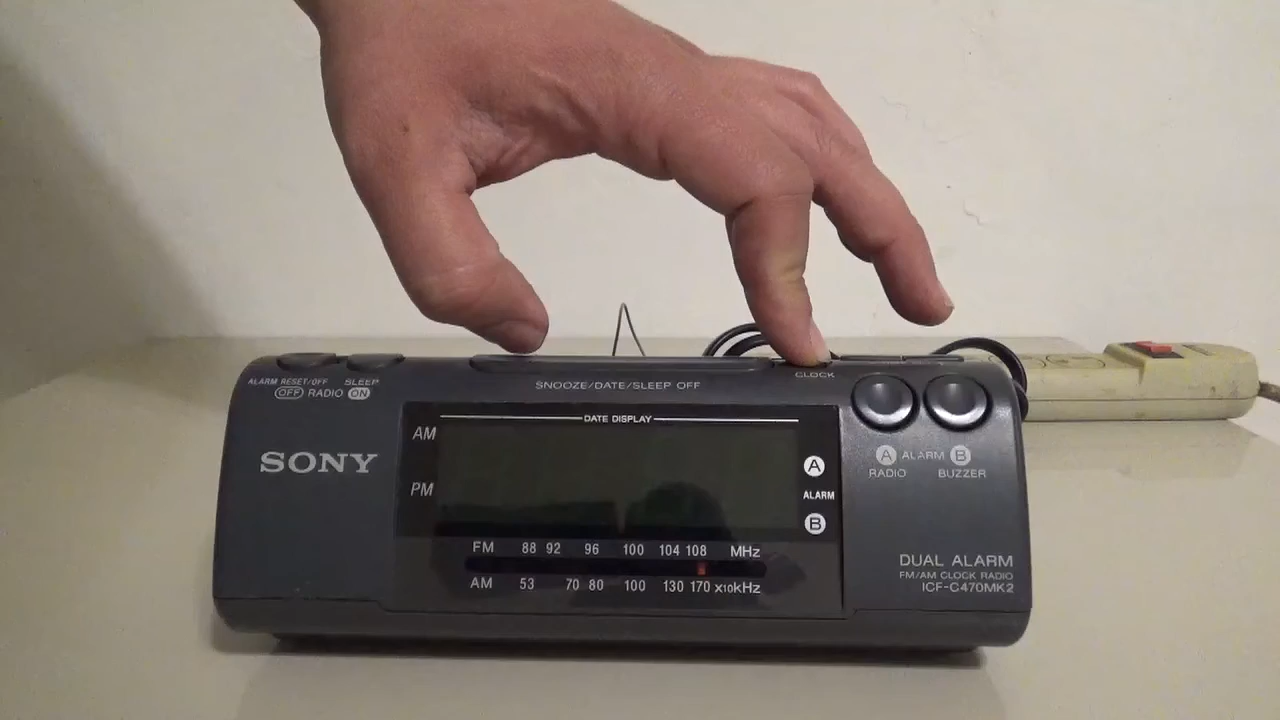 CLOCK
ALARM RESET/OFF SLEEP
OFF RADIO ON
SNOOZE/DATE/SLEEP OFF
DATE DISPLAY
AM
PM
SONY
A
ALARM
B
A ALARM B
RADIO BUZZER
FM 88 92 96 100 104 108 MHz
AM 53 70 80 100 130 170 x10kHz
DUAL ALARM
FM/AM CLOCK RADIO
ICF-C470MK2